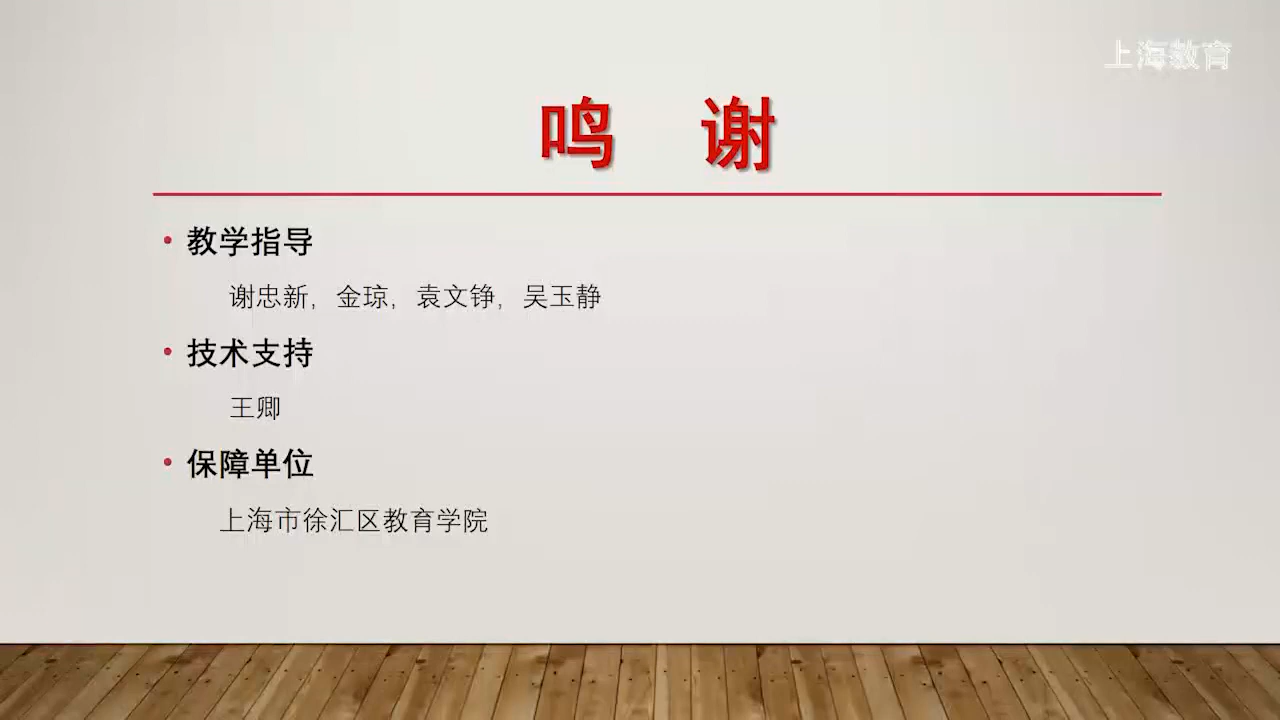 上海教育
鸣 谢
• 教学指导
谢忠新，金琼，袁文铮，吴玉静
• 技术支持
王卿
• 保障单位
上海市徐汇区教育学院